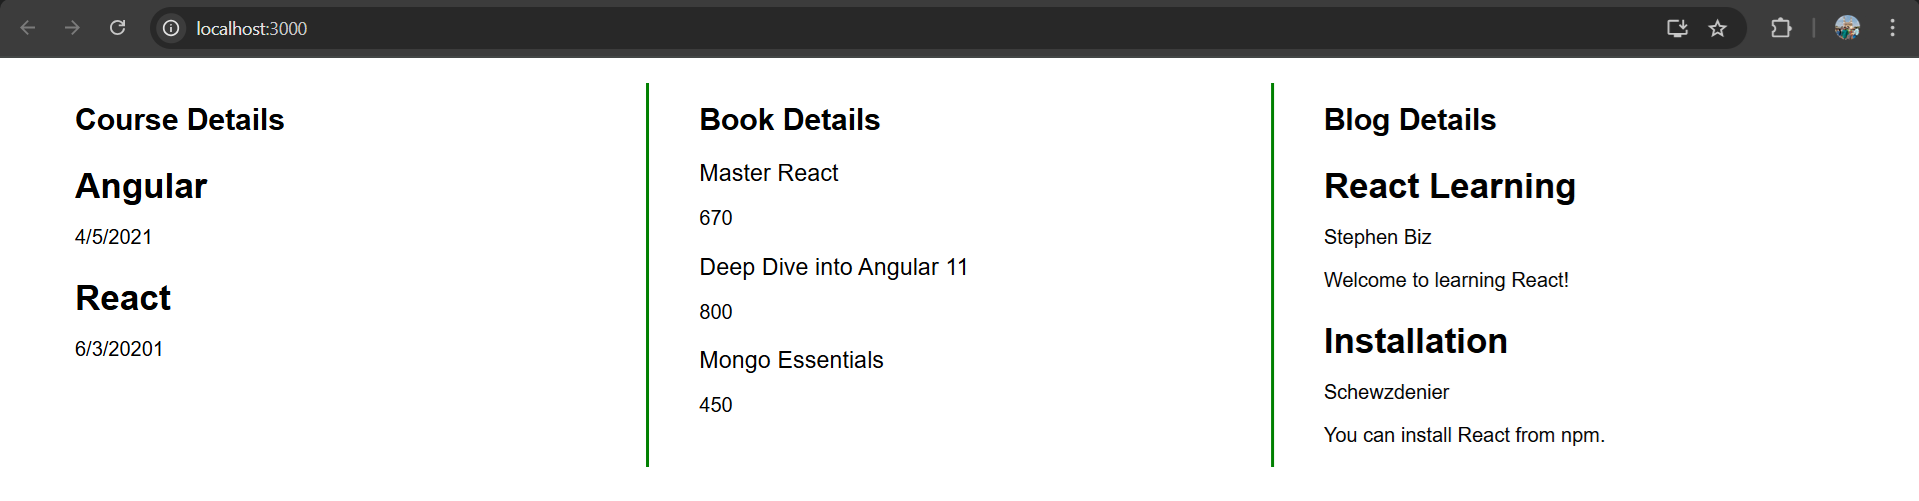 localhost:3000
Course Details
Angular
4/5/2021
React
6/3/20201
Book Details
Master React
670
Deep Dive into Angular 11
800
Mongo Essentials
450
Blog Details
React Learning
Stephen Biz
Welcome to learning React!
Installation
Schewzdenier
You can install React from npm.